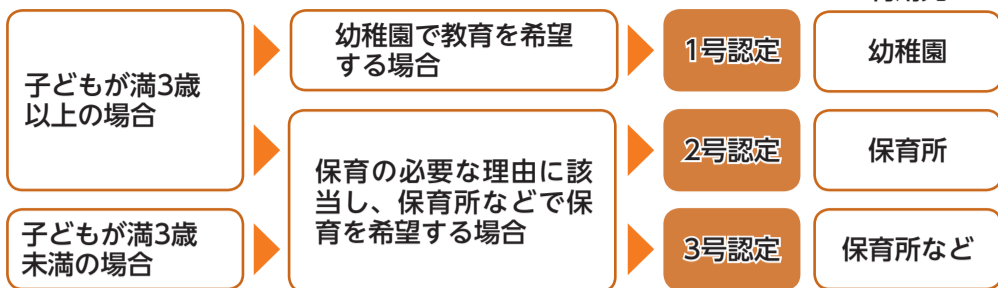 子どもが満3歳
以上の場合
幼稚園で教育を希望
する場合
1号認定
幼稚園
保育の必要な理由に該
当し、保育所などで保
育を希望する場合
2号認定
保育所
子どもが満3歳
未満の場合
3号認定
保育所など